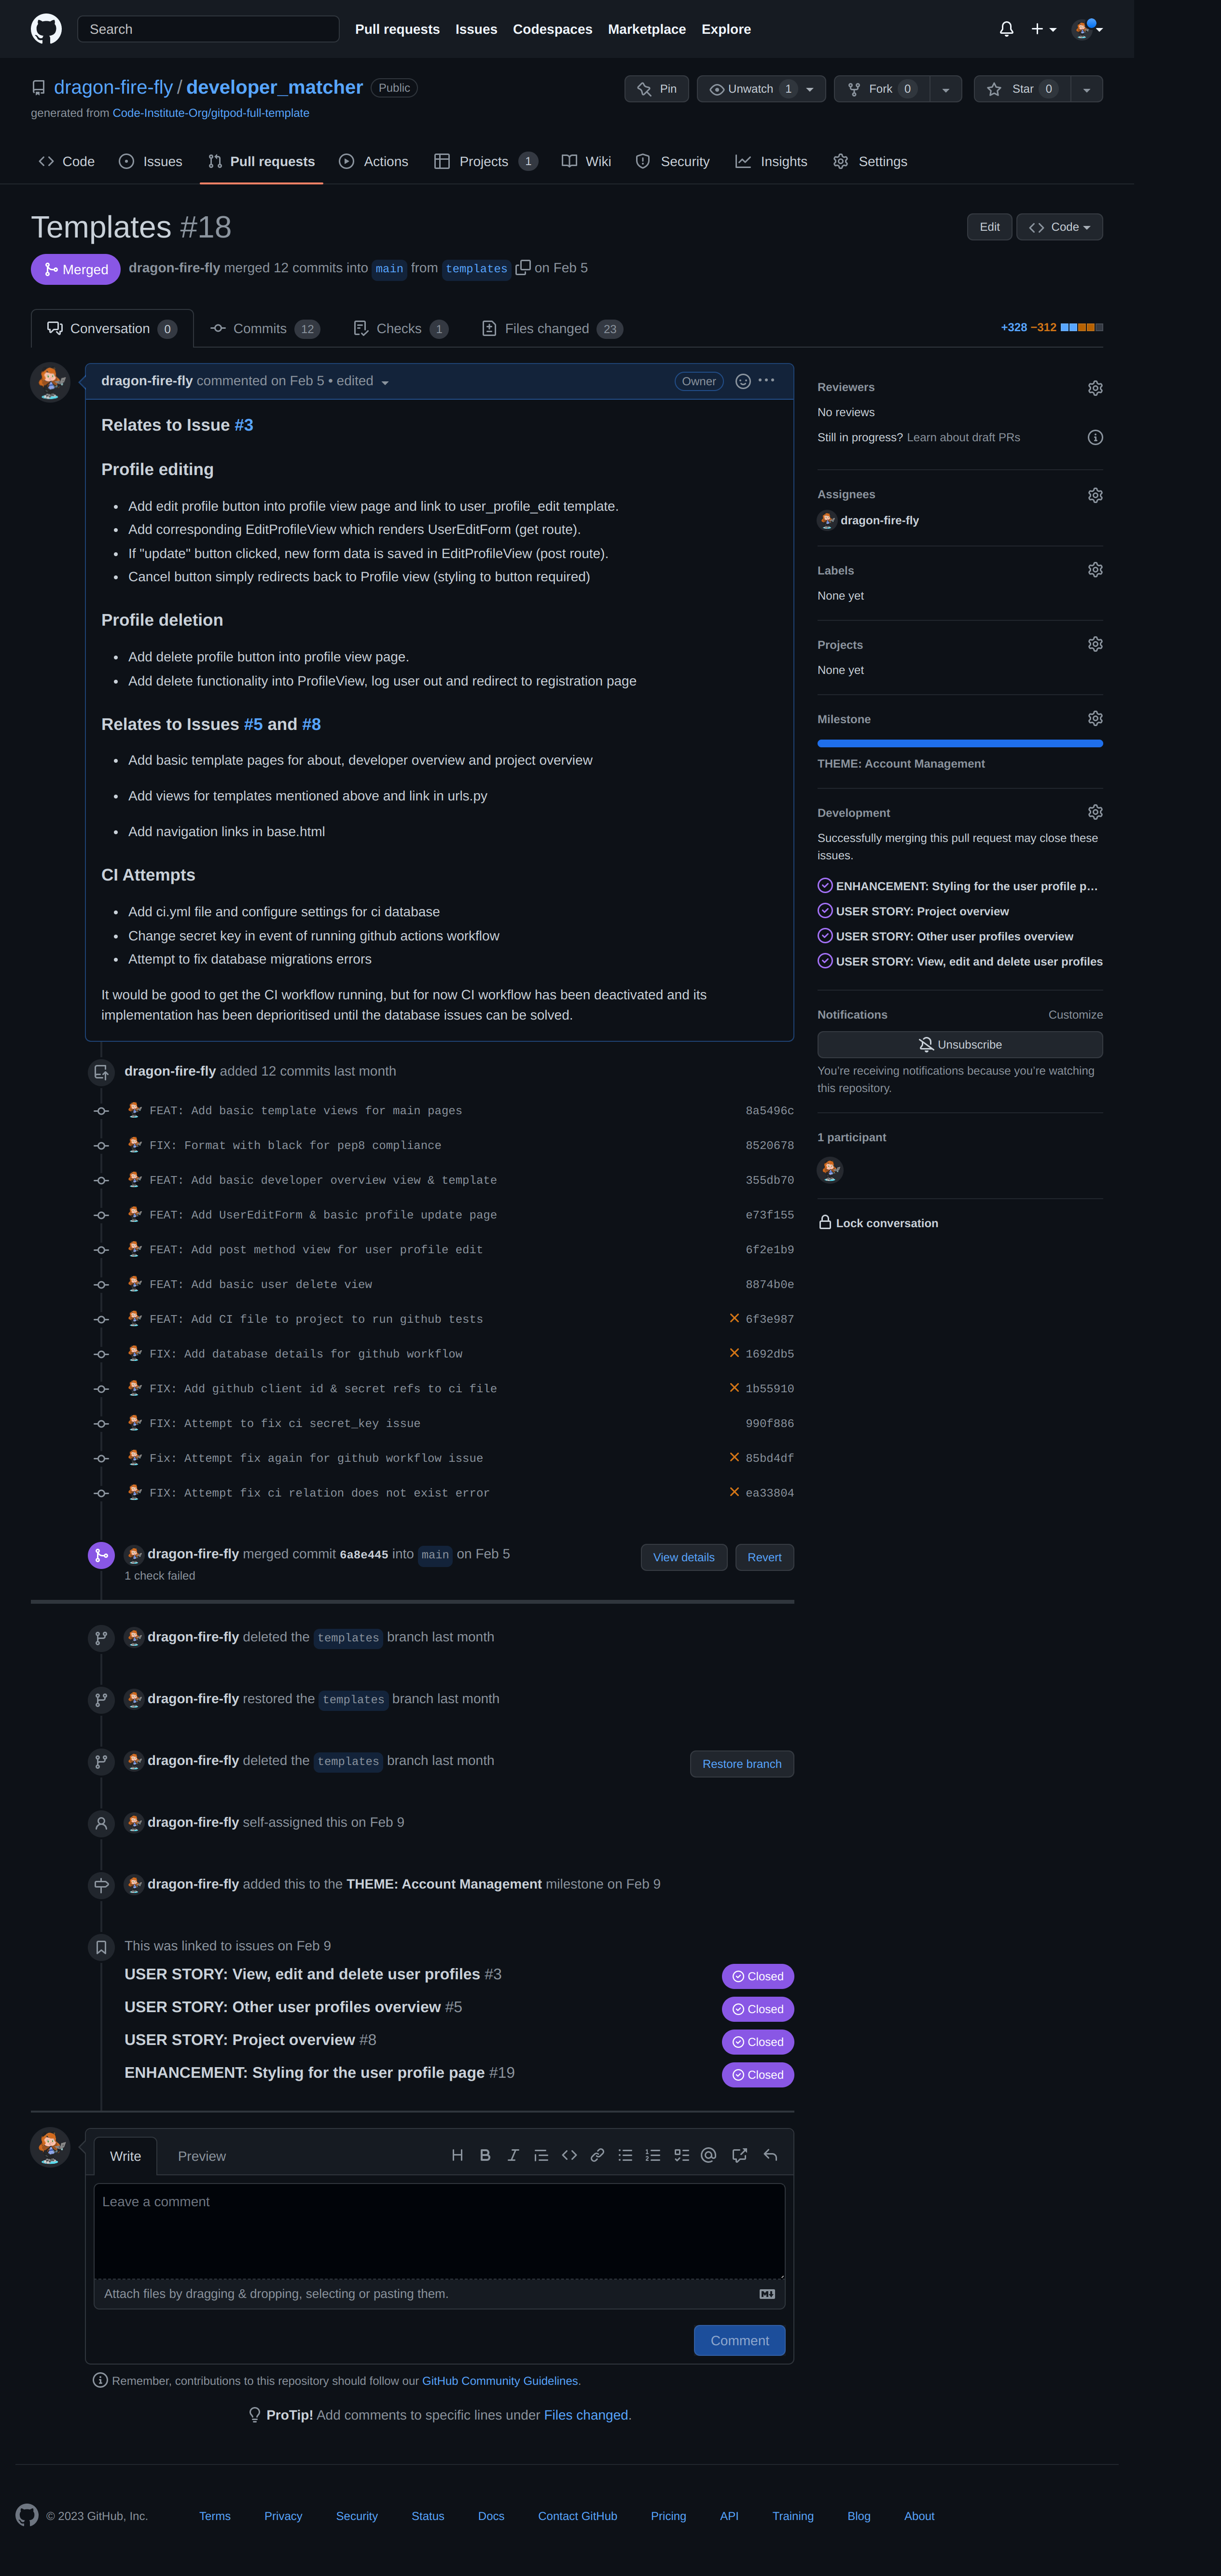 Search Pull requests Issues Codespaces Marketplace Explore
dragon-fire-fly / developer_matcher Public Pin Unwatch 1 Fork 0 Star 0
generated from Code-Institute-Org/gitpod-full-template
Code Issues Pull requests Actions Projects 1 Wiki Security Insights Settings
Templates #18 Edit Code
Merged dragon-fire-fly merged 12 commits into main from templates on Feb 5
Conversation 0 Commits 12 Checks 1 Files changed 23 +328 −312
dragon-fire-fly commented on Feb 5 • edited Owner
Relates to Issue #3
Profile editing
• Add edit profile button into profile view page and link to user_profile_edit template.
• Add corresponding EditProfileView which renders UserEditForm (get route).
• If "update" button clicked, new form data is saved in EditProfileView (post route).
• Cancel button simply redirects back to Profile view (styling to button required)
Profile deletion
• Add delete profile button into profile view page.
• Add delete functionality into ProfileView, log user out and redirect to registration page
Relates to Issues #5 and #8
• Add basic template pages for about, developer overview and project overview
• Add views for templates mentioned above and link in urls.py
• Add navigation links in base.html
CI Attempts
• Add ci.yml file and configure settings for ci database
• Change secret key in event of running github actions workflow
• Attempt to fix database migrations errors
It would be good to get the CI workflow running, but for now CI workflow has been deactivated and its
implementation has been deprioritised until the database issues can be solved.
dragon-fire-fly added 12 commits last month
FEAT: Add basic template views for main pages 8a5496c
FIX: Format with black for pep8 compliance 8520678
FEAT: Add basic developer overview view & template 355db70
FEAT: Add UserEditForm & basic profile update page e73f155
FEAT: Add post method view for user profile edit 6f2e1b9
FEAT: Add basic user delete view 8874b0e
FEAT: Add CI file to project to run github tests 6f3e987
FIX: Add database details for github workflow 1692db5
FIX: Add github client id & secret refs to ci file 1b55910
FIX: Attempt to fix ci secret_key issue 990f886
Fix: Attempt fix again for github workflow issue 85bd4df
FIX: Attempt fix ci relation does not exist error ea33804
dragon-fire-fly merged commit 6a8e445 into main on Feb 5 View details Revert
1 check failed
dragon-fire-fly deleted the templates branch last month
dragon-fire-fly restored the templates branch last month
dragon-fire-fly deleted the templates branch last month Restore branch
dragon-fire-fly self-assigned this on Feb 9
dragon-fire-fly added this to the THEME: Account Management milestone on Feb 9
This was linked to issues on Feb 9
USER STORY: View, edit and delete user profiles #3 Closed
USER STORY: Other user profiles overview #5 Closed
USER STORY: Project overview #8 Closed
ENHANCEMENT: Styling for the user profile page #19 Closed
Write Preview
Leave a comment
Attach files by dragging & dropping, selecting or pasting them.
Comment
Remember, contributions to this repository should follow our GitHub Community Guidelines.
ProTip! Add comments to specific lines under Files changed.
Reviewers
No reviews
Still in progress? Learn about draft PRs
Assignees
dragon-fire-fly
Labels
None yet
Projects
None yet
Milestone
THEME: Account Management
Development
Successfully merging this pull request may close these
issues.
ENHANCEMENT: Styling for the user profile p...
USER STORY: Project overview
USER STORY: Other user profiles overview
USER STORY: View, edit and delete user profiles
Notifications Customize
Unsubscribe
You're receiving notifications because you're watching
this repository.
1 participant
Lock conversation
© 2023 GitHub, Inc. Terms Privacy Security Status Docs Contact GitHub Pricing API Training Blog About